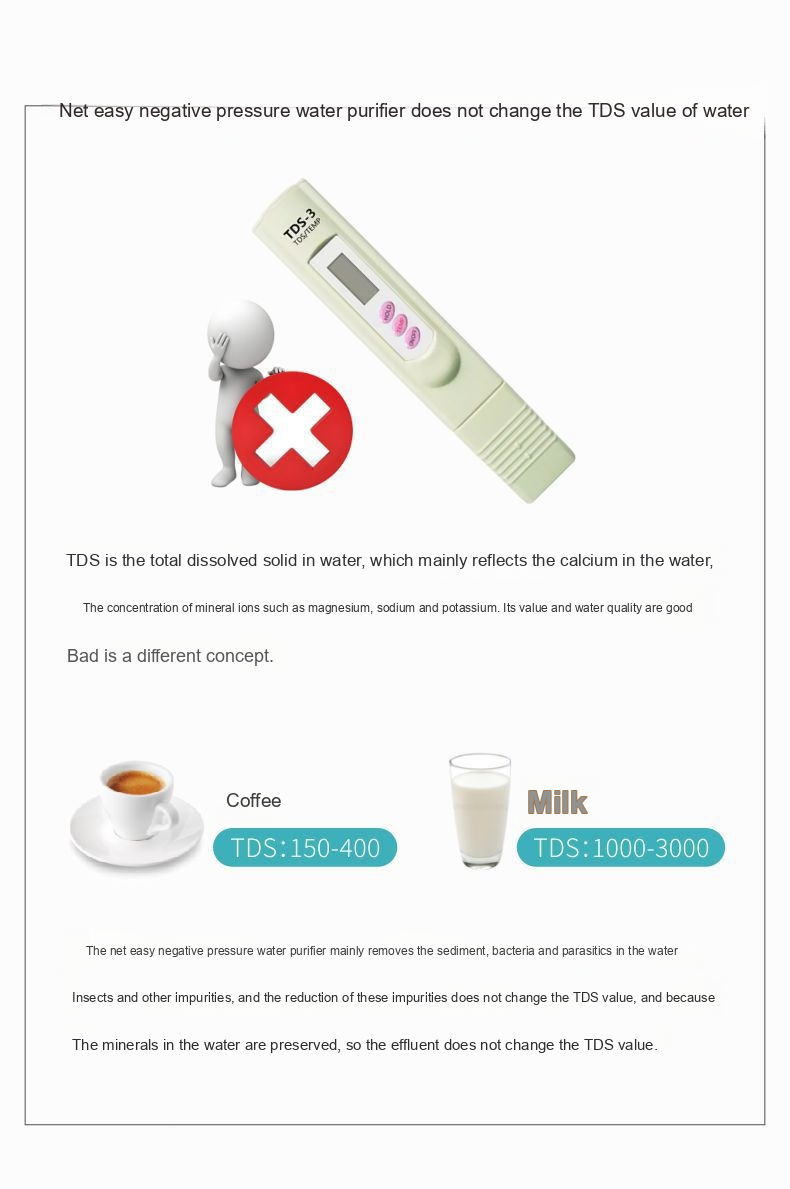 Net easy negative pressure water purifier does not change the TDS value of water
TDS-3
TDS/TEMP
HOLD
TEMP
ON/OFF
TDS is the total dissolved solid in water, which mainly reflects the calcium in the water,
The concentration of mineral ions such as magnesium, sodium and potassium. Its value and water quality are good
Bad is a different concept.
Coffee
TDS:150-400
Milk
TDS:1000-3000
The net easy negative pressure water purifier mainly removes the sediment, bacteria and parasitics in the water
Insects and other impurities, and the reduction of these impurities does not change the TDS value, and because
The minerals in the water are preserved, so the effluent does not change the TDS value.